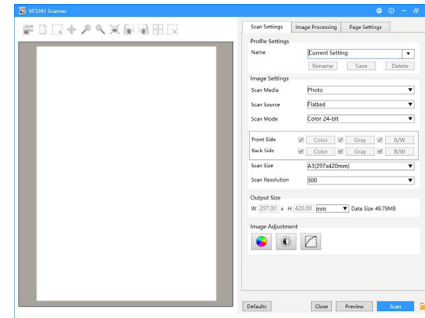 VF3241 Scanner
Scan Settings Image Processing Page Settings
Profile Settings
Name Current Setting
Rename Save Delete
Image Settings
Scan Media Photo
Scan Source Flatbed
Scan Mode Color 24-bit
Front Side Color Gray B/W
Back Side Color Gray B/W
Scan Size A3(297x420mm)
Scan Resolution 300
Output Size
W 297.00 x H 420.00 mm Data Size 49.79MB
Image Adjustment
Defaults Close Preview Scan